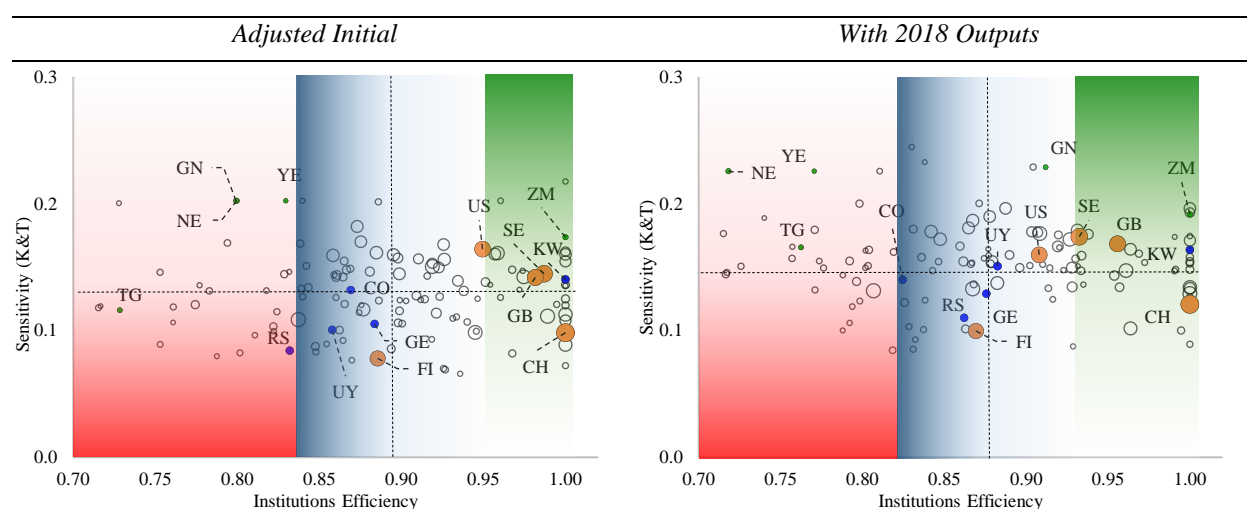 Adjusted Initial
With 2018 Outputs
Sensitivity (K&T)
0.3
0.2
0.1
0.0
GN
YE
NE
US
SE
ZM
KW
TG
CO
GB
RS
GE
UY
FI
CH
0.70 0.75 0.80 0.85 0.90 0.95 1.00
Institutions Efficiency
Sensitivity (K&T)
0.3
0.2
0.1
0.0
YE
GN
NE
ZM
CO
US
SE
GB
TG
UY
KW
RS
GE
CH
FI
0.70 0.75 0.80 0.85 0.90 0.95 1.00
Institutions Efficiency